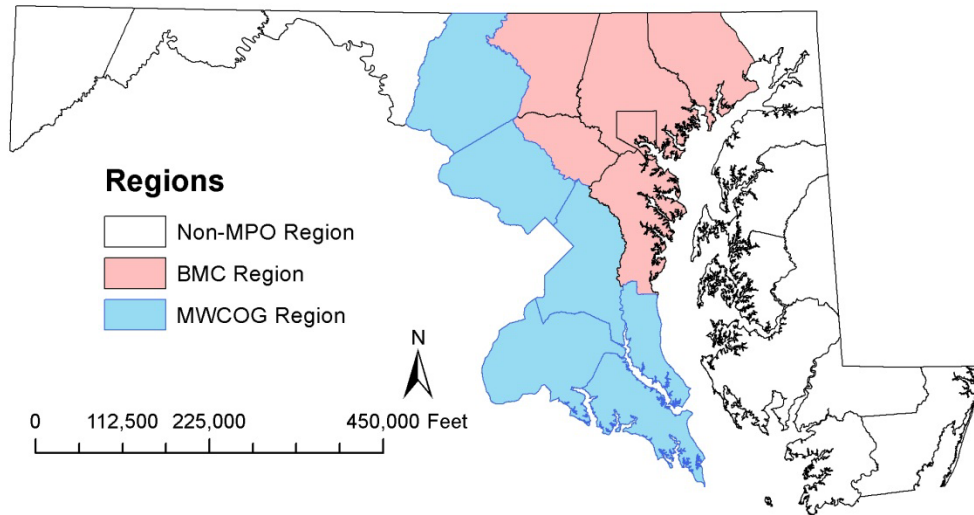 Regions
Non-MPO Region
BMC Region
MWCOG Region
N
0 112,500 225,000 450,000 Feet